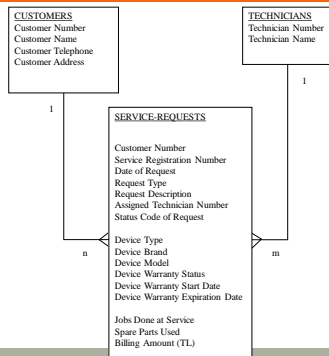 CUSTOMERS
Customer Number
Customer Name
Customer Telephone
Customer Address
TECHNICIANS
Technician Number
Technician Name
1
1
SERVICE-REQUESTS
Customer Number
Service Registration Number
Date of Request
Request Type
Request Description
Assigned Technician Number
Status Code of Request
n
m
Device Type
Device Brand
Device Model
Device Warranty Status
Device Warranty Start Date
Device Warranty Expiration Date
Jobs Done at Service
Spare Parts Used
Billing Amount (TL)